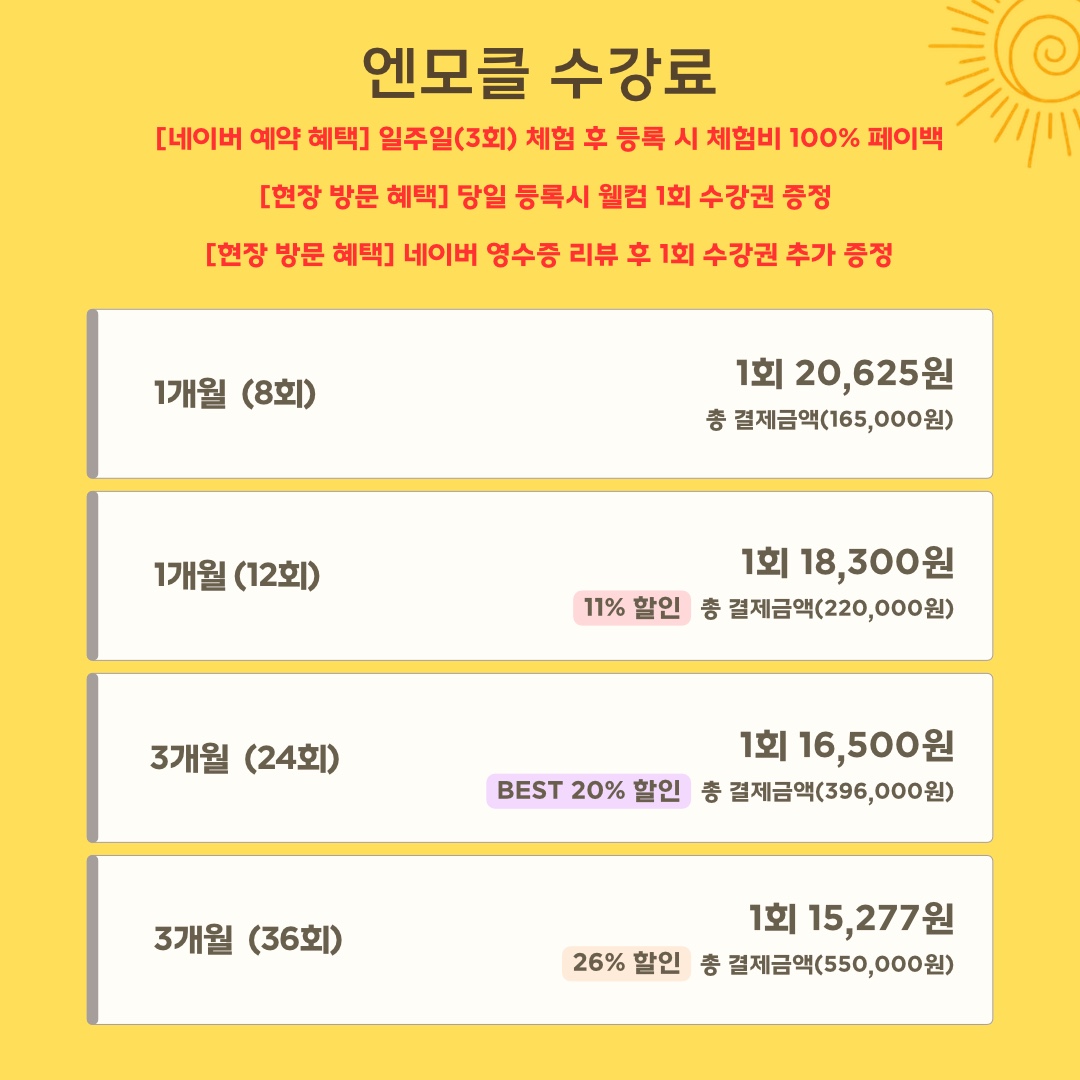 엔모클 수강료
[네이버 예약 혜택] 일주일(3회) 체험 후 등록 시 체험비 100% 페이백
[현장 방문 혜택] 당일 등록시 웰컴 1회 수강권 증정
[현장 방문 혜택] 네이버 영수증 리뷰 후 1회 수강권 추가 증정
1개월 (8회)
1회 20,625원
총 결제금액(165,000원)
1개월 (12회)
1회 18,300원
11% 할인 총 결제금액(220,000원)
3개월 (24회)
1회 16,500원
BEST 20% 할인 총 결제금액(396,000원)
3개월 (36회)
1회 15,277원
26% 할인 총 결제금액(550,000원)